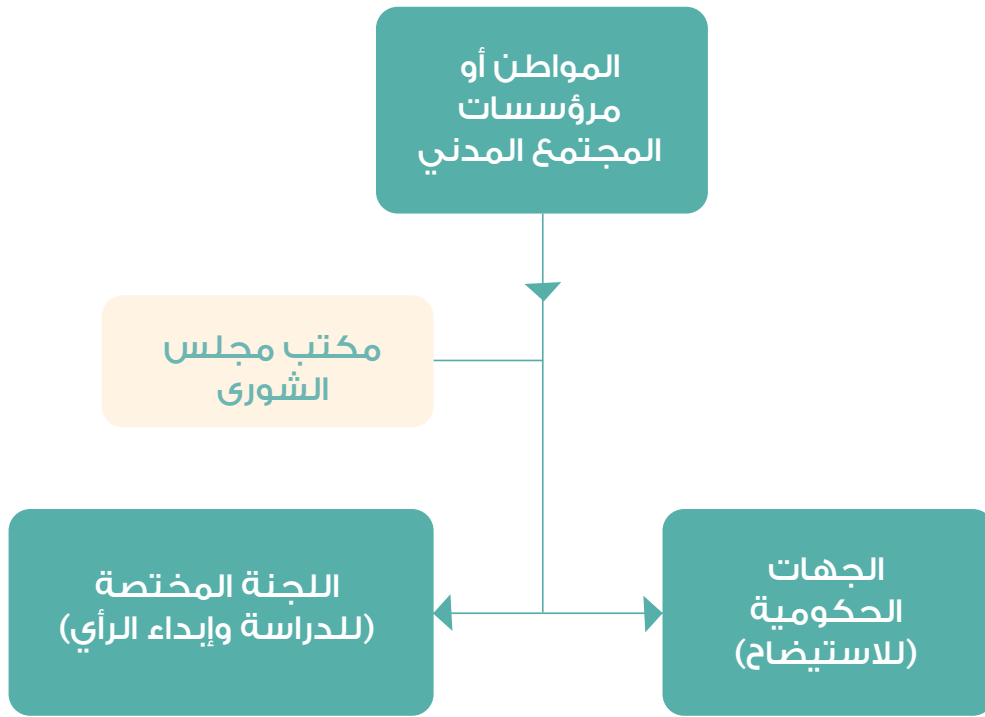 المواطن أو
مرؤسسات
المجتمع المدني
مكتب مجلس
الشورى
الجهات
الحكومية
(للاستيضاح)
اللجنة المختصة
(للدراسة وإبداء الرأي)